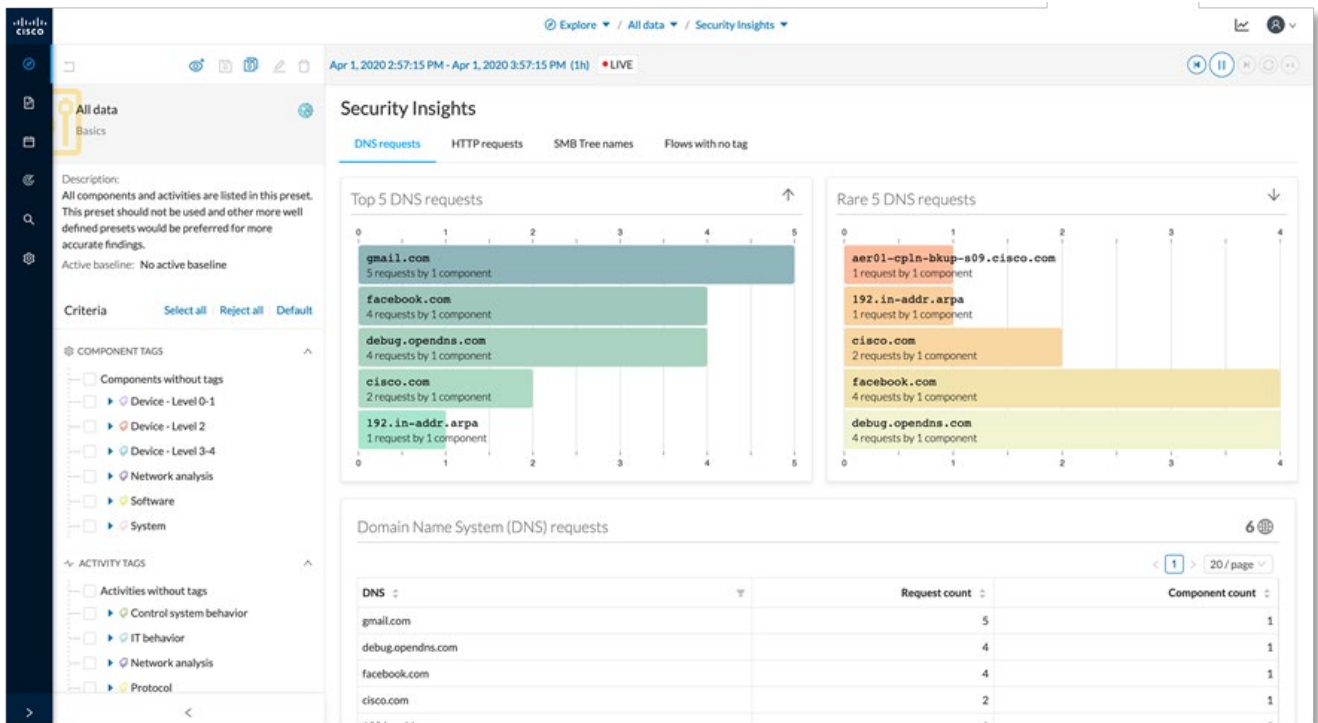 CISCO
Explore / All data / Security Insights
Apr 1, 2020 2:57:15 PM - Apr 1, 2020 3:57:15 PM (1h) LIVE
All data
Basics
Description:
All components and activities are listed in this preset.
This preset should not be used and other more well
defined presets would be preferred for more
accurate findings.
Active baseline: No active baseline
Criteria Select all Reject all Default
COMPONENT TAGS
Components without tags
Device - Level 0-1
Device - Level 2
Device - Level 3-4
Network analysis
Software
System
ACTIVITY TAGS
Activities without tags
Control system behavior
IT behavior
Network analysis
Protocol
Security Insights
DNS requests HTTP requests SMB Tree names Flows with no tag
Top 5 DNS requests
0 1 2 3 4 5
gmail.com
5 requests by 1 component
facebook.com
4 requests by 1 component
debug.opendns.com
4 requests by 1 component
cisco.com
2 requests by 1 component
192.in-addr.arpa
1 request by 1 component
0 1 2 3 4 5
Rare 5 DNS requests
0 1 2 3 4
aer01-cpln-bkup-s09.cisco.com
1 request by 1 component
192.in-addr.arpa
1 request by 1 component
cisco.com
2 requests by 1 component
facebook.com
4 requests by 1 component
debug.opendns.com
4 requests by 1 component
0 1 2 3 4
Domain Name System (DNS) requests 6
< 1 > 20 / page
DNS Request count Component count
gmail.com 5 1
debug.opendns.com 4 1
facebook.com 4 1
cisco.com 2 1